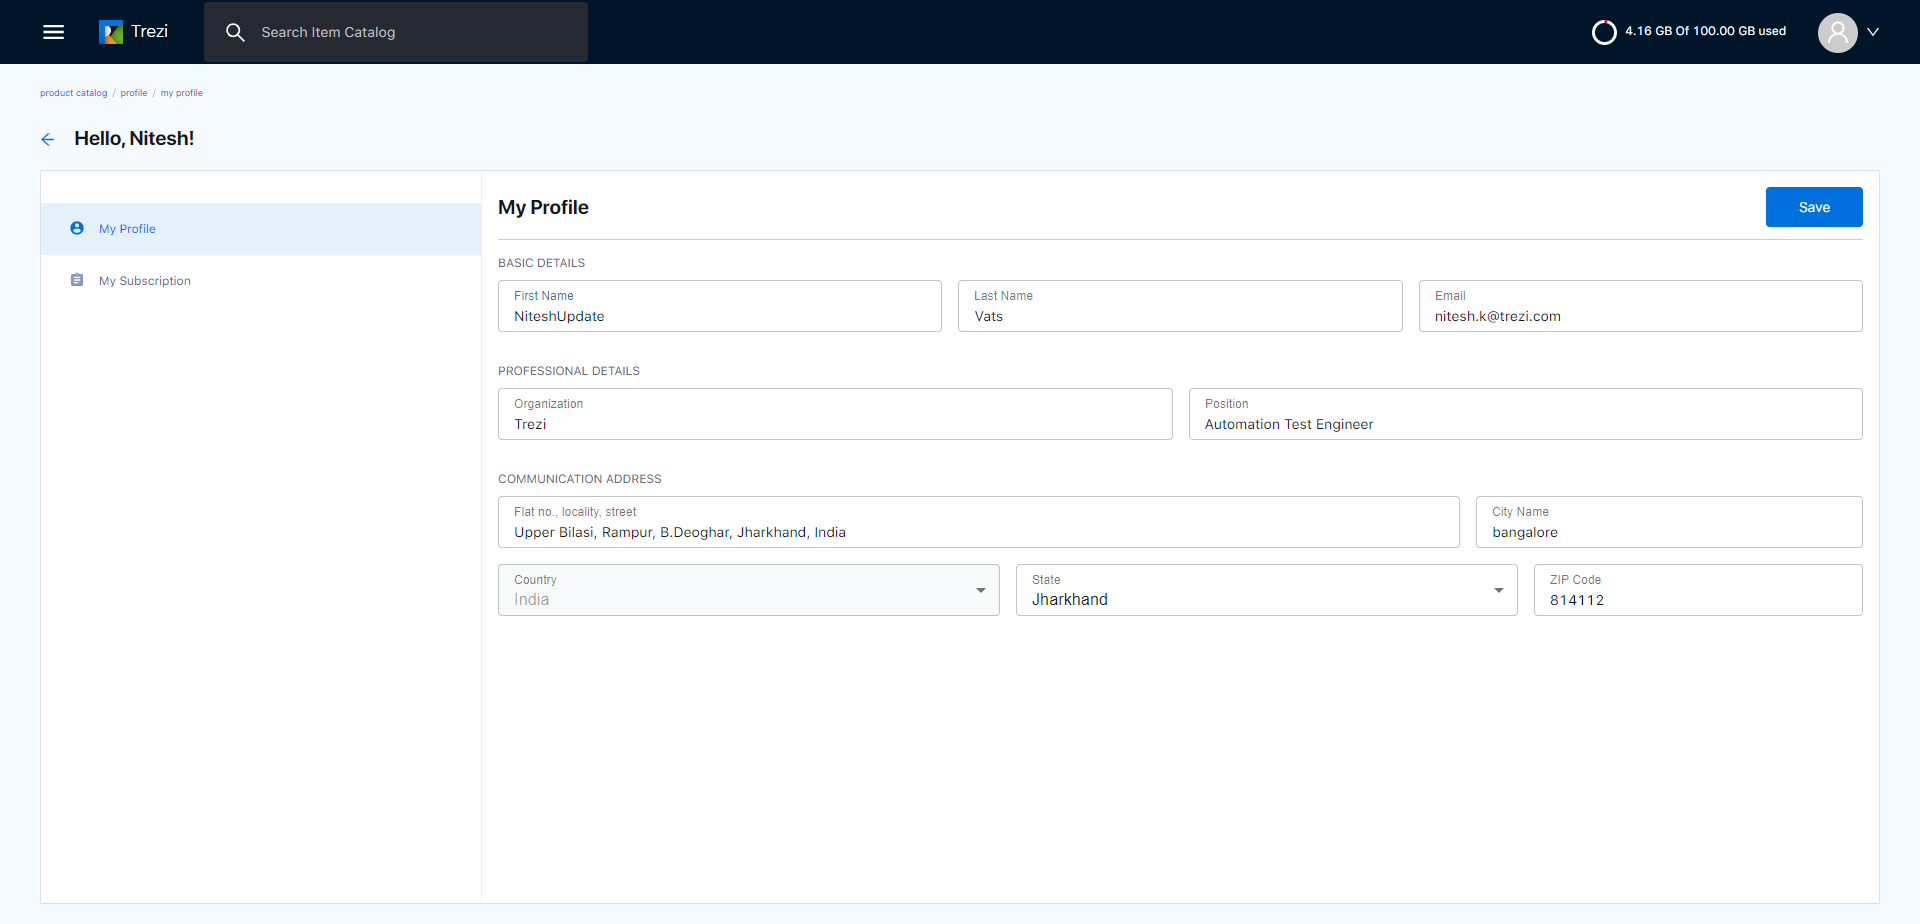 Trezi
Search Item Catalog
4.16 GB Of 100.00 GB used
product catalog / profile / my profile
Hello, Nitesh!
My Profile
My Subscription
My Profile
Save
BASIC DETAILS
First Name
NiteshUpdate
Last Name
Vats
Email
nitesh.k@trezi.com
PROFESSIONAL DETAILS
Organization
Trezi
Position
Automation Test Engineer
COMMUNICATION ADDRESS
Flat no., locality, street
Upper Bilasi, Rampur, B.Deoghar, Jharkhand, India
City Name
bangalore
Country
India
State
Jharkhand
ZIP Code
814112